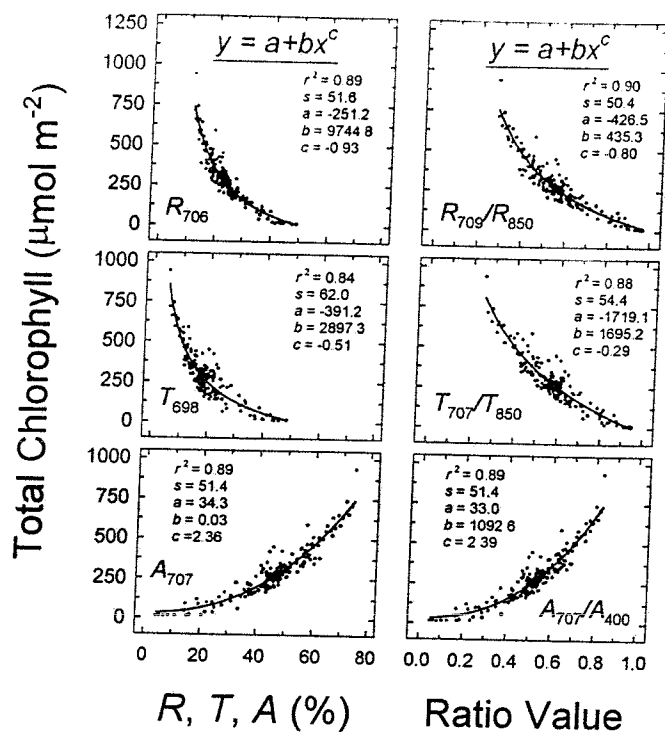 Total Chlorophyll (μmol m⁻²)
1250
1000
750
500
250
0
y = a+bxᶜ
r² = 0.89
s = 51.6
a = -251.2
b = 9744 8
c = -0 93
R₇₀₆
y = a+bxᶜ
r² = 0.90
s = 50.4
a = -426.5
b = 435.3
c = -0.80
R₇₀₉/R₈₅₀
1000
750
500
250
0
r² = 0.84
s = 62.0
a = -391.2
b = 2897 3
c = -0.51
T₆₉₈
r² = 0.88
s = 54.4
a = -1719.1
b = 1695.2
c = -0.29
T₇₀₇/T₈₅₀
1000
750
500
250
0
r² = 0.89
s = 51.4
a = 34.3
b = 0.03
c =2.36
A₇₀₇
r² = 0.89
s = 51.4
a = 33.0
b = 1092 6
c = 2 39
A₇₀₇/A₄₀₀
0 20 40 60 80
0.0 0.2 0.4 0.6 0.8 1.0
R, T, A (%)
Ratio Value